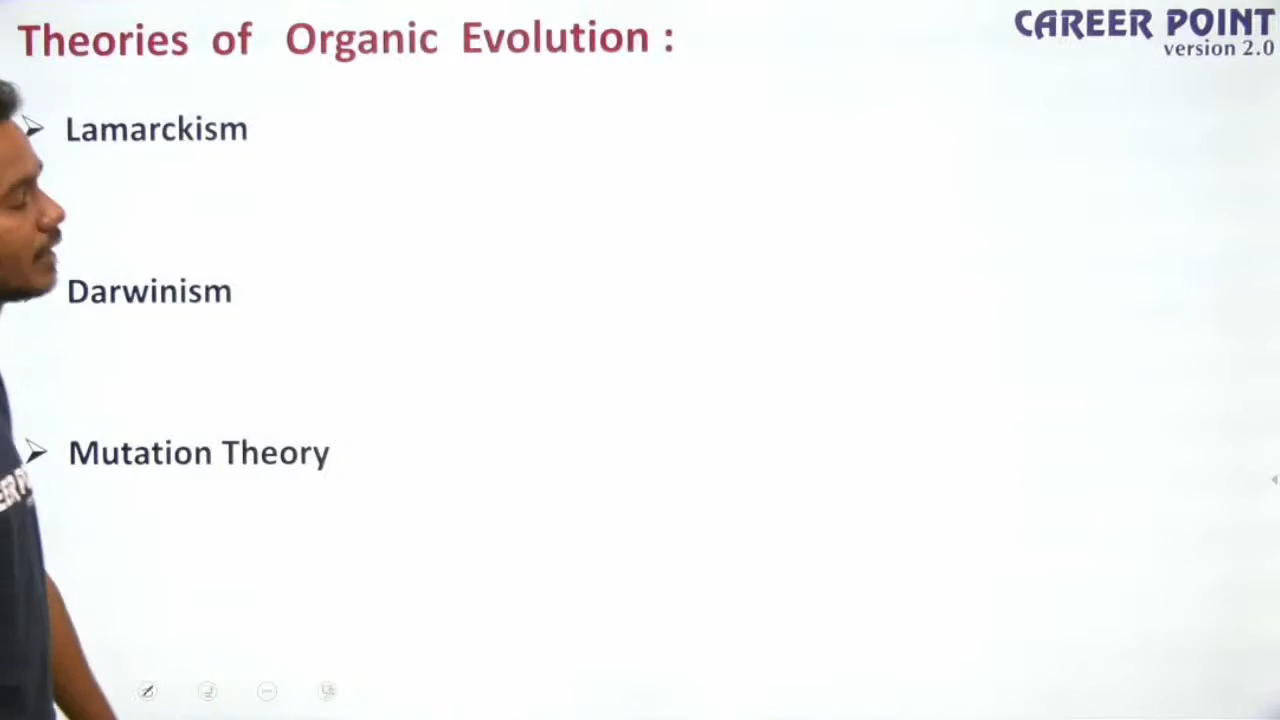 Theories of Organic Evolution :
CAREER POINT
version 2.0
Lamarckism
Darwinism
Mutation Theory